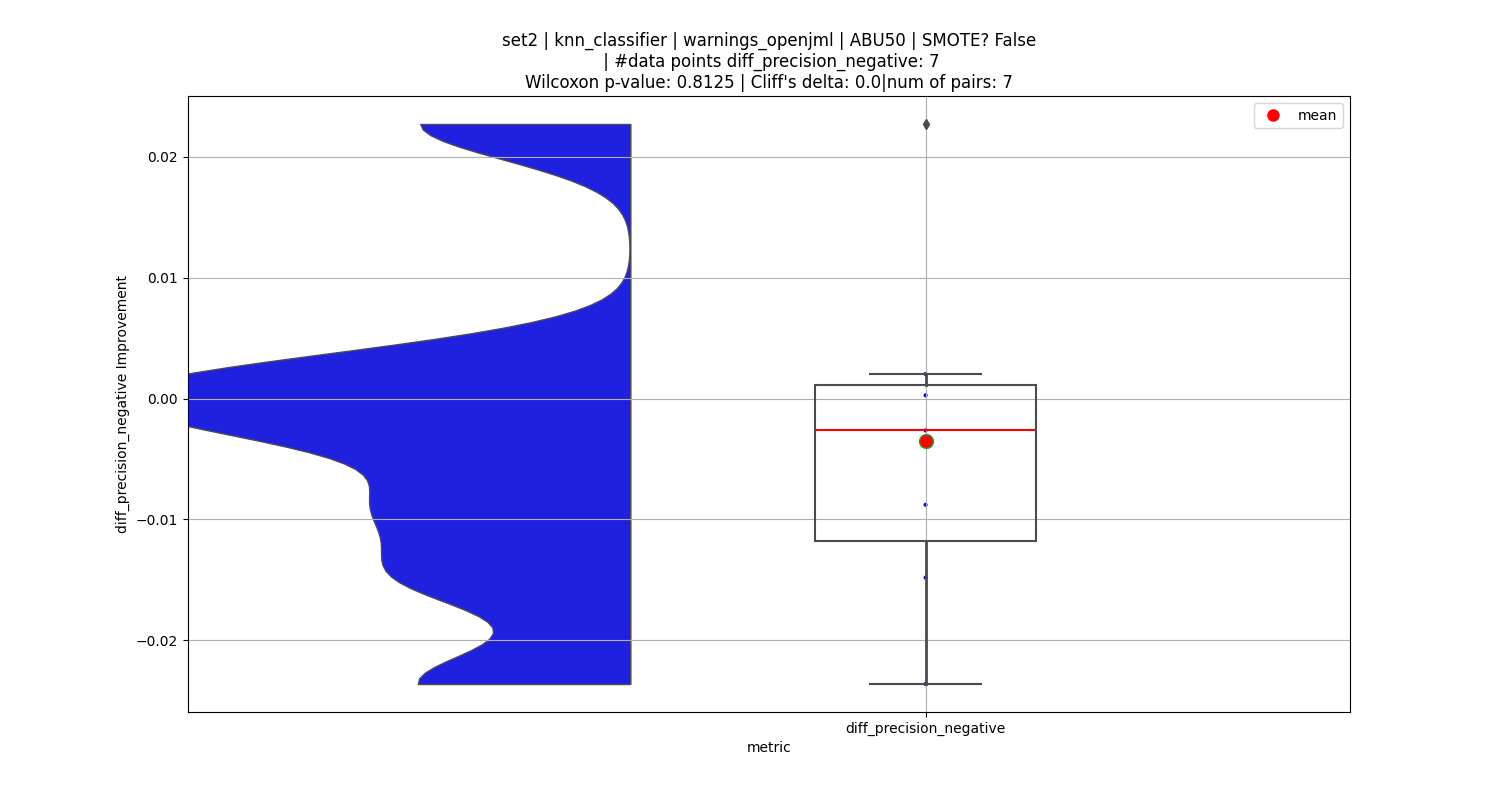 set2 | knn_classifier | warnings_openjml | ABU50 | SMOTE? False
| #data points diff_precision_negative: 7
Wilcoxon p-value: 0.8125 | Cliff's delta: 0.0|num of pairs: 7
mean
0.02
0.01
0.00
−0.01
−0.02
diff_precision_negative Improvement
diff_precision_negative
metric